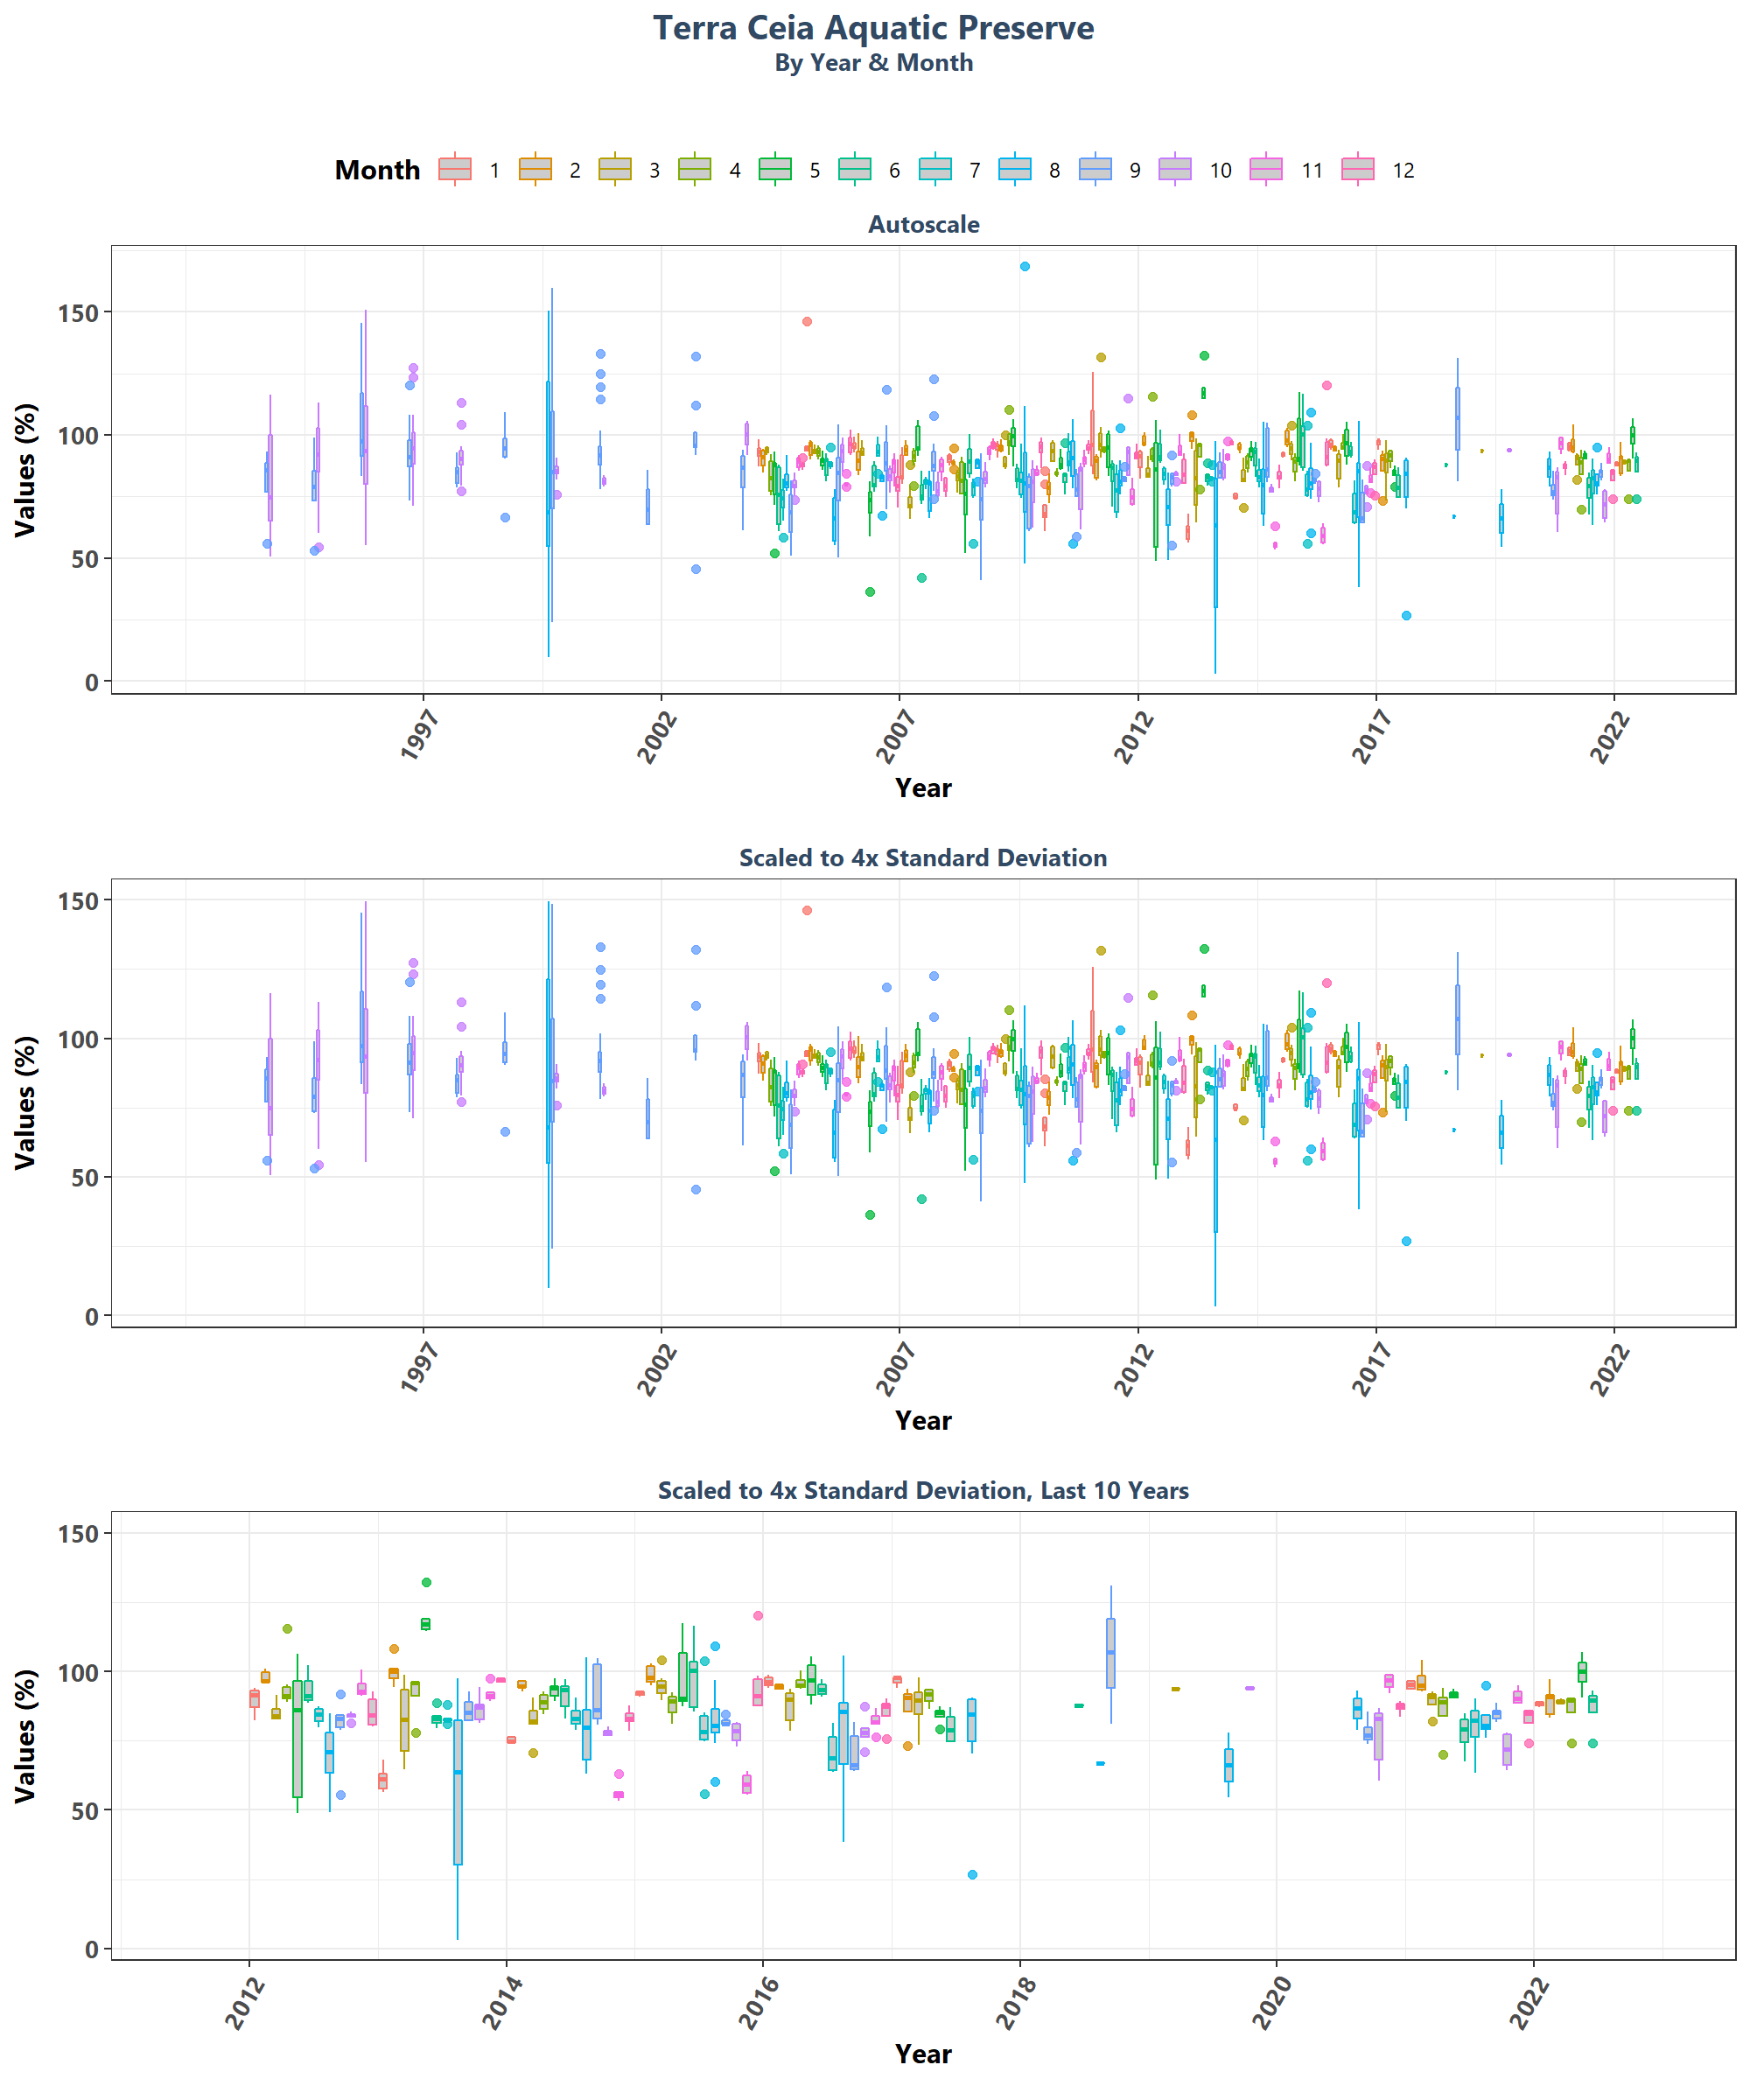 Terra Ceia Aquatic Preserve
By Year & Month
Month 1 2 3 4 5 6 7 8 9 10 11 12
Autoscale
Values (%)
150
100
50
0
1997 2002 2007 2012 2017 2022
Year
Scaled to 4x Standard Deviation
Values (%)
150
100
50
0
1997 2002 2007 2012 2017 2022
Year
Scaled to 4x Standard Deviation, Last 10 Years
Values (%)
150
100
50
0
2012 2014 2016 2018 2020 2022
Year